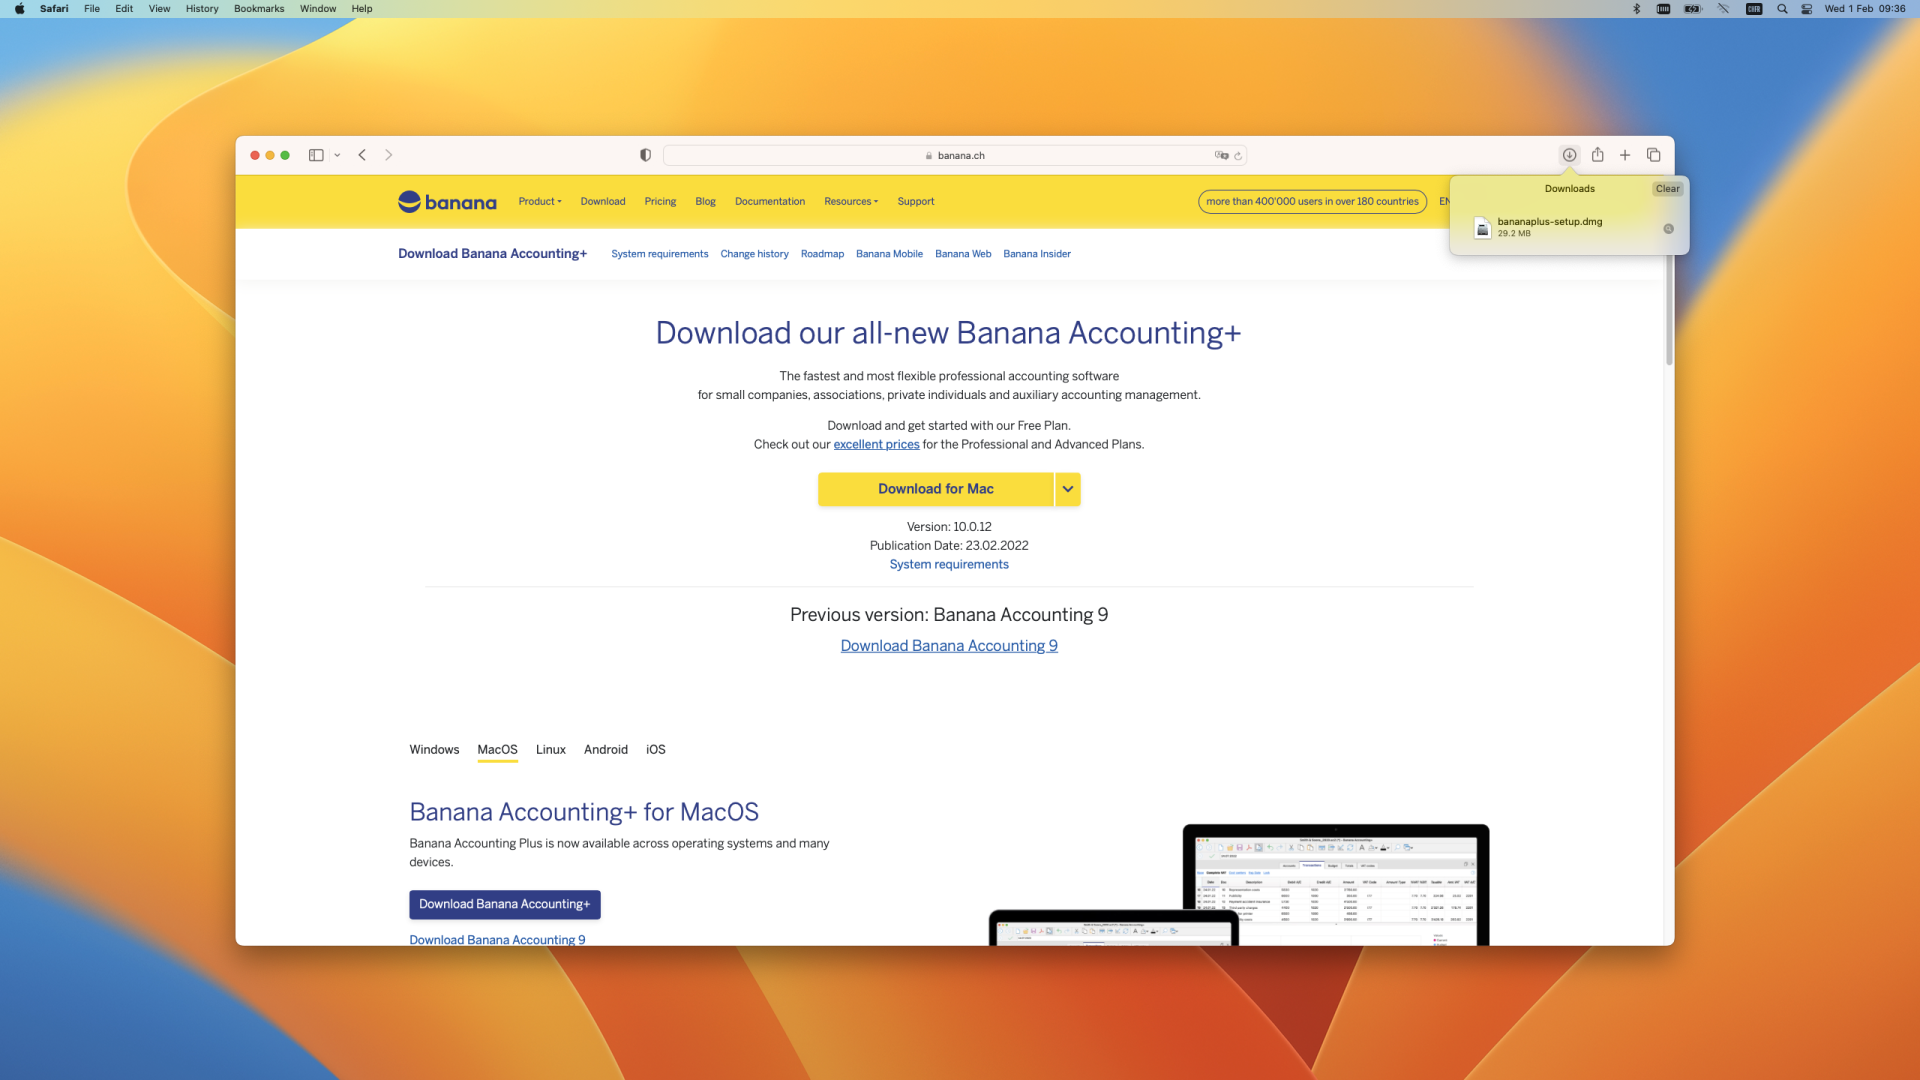 Safari File Edit View History Bookmarks Window Help
Wed 1 Feb 09:36
banana.ch
Downloads Clear
bananaplus-setup.dmg
29.2 MB
banana Product Download Pricing Blog Documentation Resources Support more than 400'000 users in over 180 countries EN
Download Banana Accounting+ System requirements Change history Roadmap Banana Mobile Banana Web Banana Insider
Download our all-new Banana Accounting+
The fastest and most flexible professional accounting software
for small companies, associations, private individuals and auxiliary accounting management.
Download and get started with our Free Plan.
Check out our excellent prices for the Professional and Advanced Plans.
Download for Mac
Version: 10.0.12
Publication Date: 23.02.2022
System requirements
Previous version: Banana Accounting 9
Download Banana Accounting 9
Windows MacOS Linux Android iOS
Banana Accounting+ for MacOS
Banana Accounting Plus is now available across operating systems and many
devices.
Download Banana Accounting+
Download Banana Accounting 9